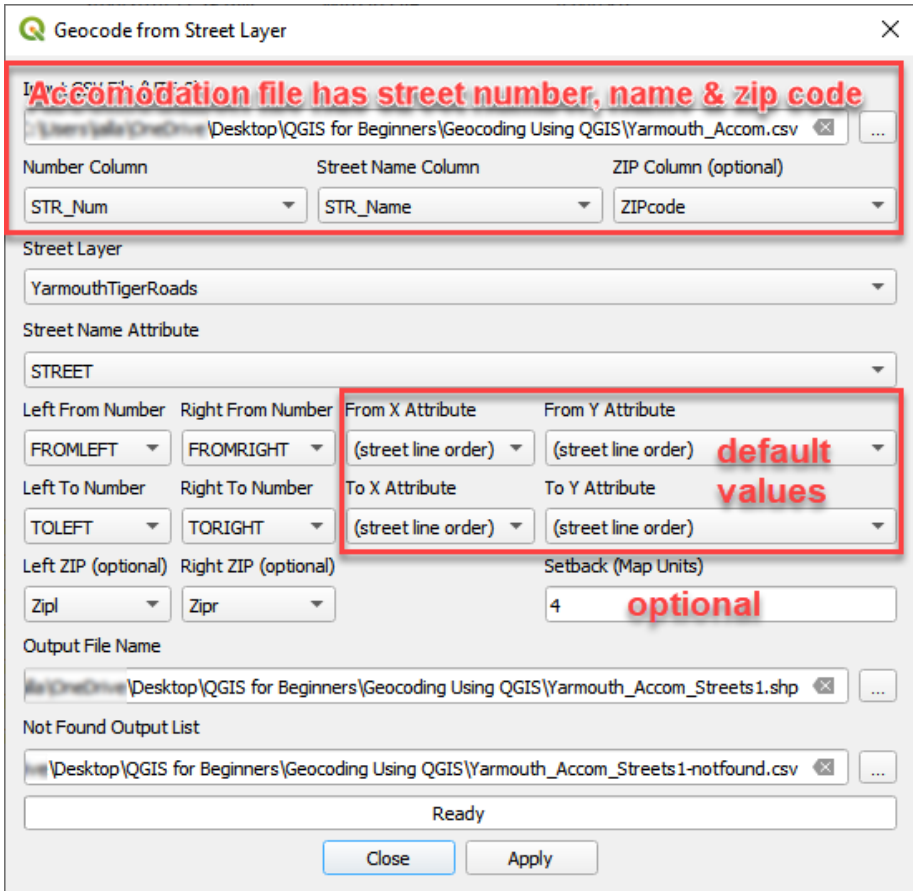 Geocode from Street Layer
Accomodation file has street number, name & zip code
\Desktop\QGIS for Beginners\Geocoding Using QGIS\Yarmouth_Accom.csv ...
Number Column Street Name Column ZIP Column (optional)
STR_Num STR_Name ZIPcode
Street Layer
YarmouthTigerRoads
Street Name Attribute
STREET
Left From Number Right From Number From X Attribute From Y Attribute
FROMLEFT FROMRIGHT (street line order) (street line order) default
Left To Number Right To Number To X Attribute To Y Attribute values
TOLEFT TORIGHT (street line order) (street line order)
Left ZIP (optional) Right ZIP (optional) Setback (Map Units)
Zipl Zipr 4 optional
Output File Name
\Desktop\QGIS for Beginners\Geocoding Using QGIS\Yarmouth_Accom_Streets1.shp ...
Not Found Output List
\Desktop\QGIS for Beginners\Geocoding Using QGIS\Yarmouth_Accom_Streets1-notfound.csv ...
Ready
Close Apply